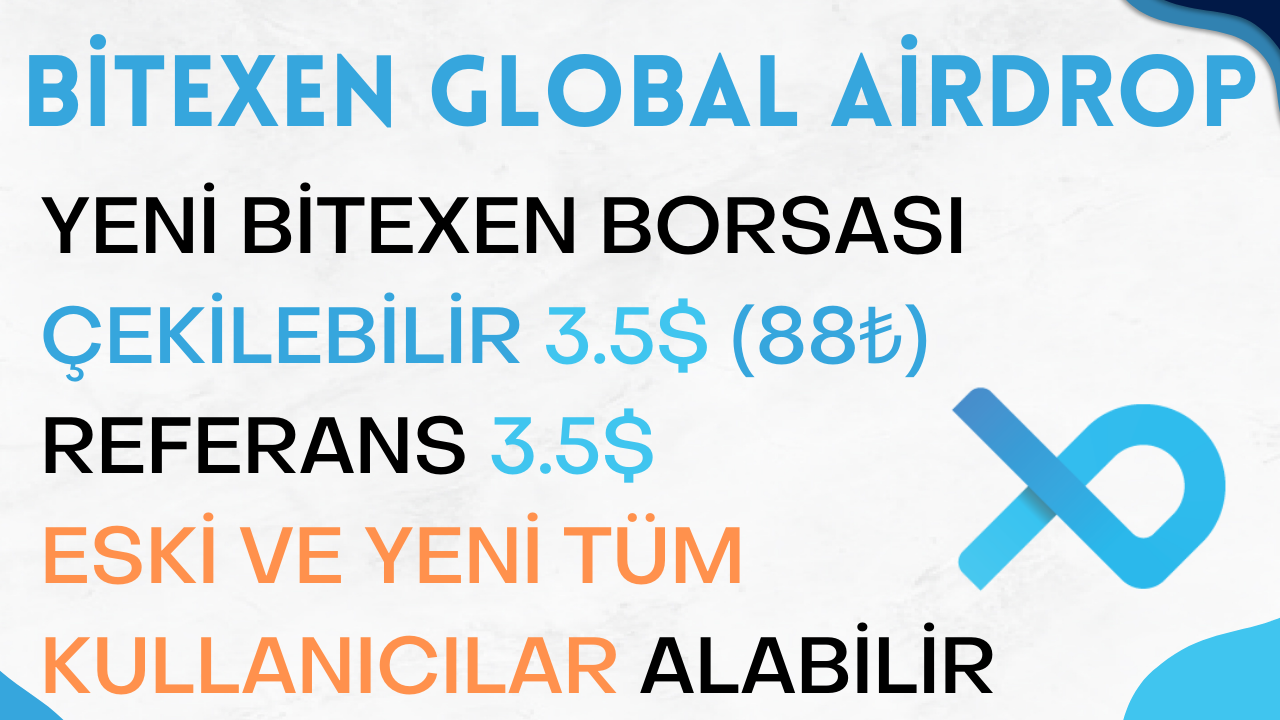 BİTEXEN GLOBAL AİRDROP
YENİ BİTEXEN BORSASI
ÇEKİLEBİLİR 3.5$ (88₺)
REFERANS 3.5$
ESKİ VE YENİ TÜM
KULLANICILAR ALABİLİR